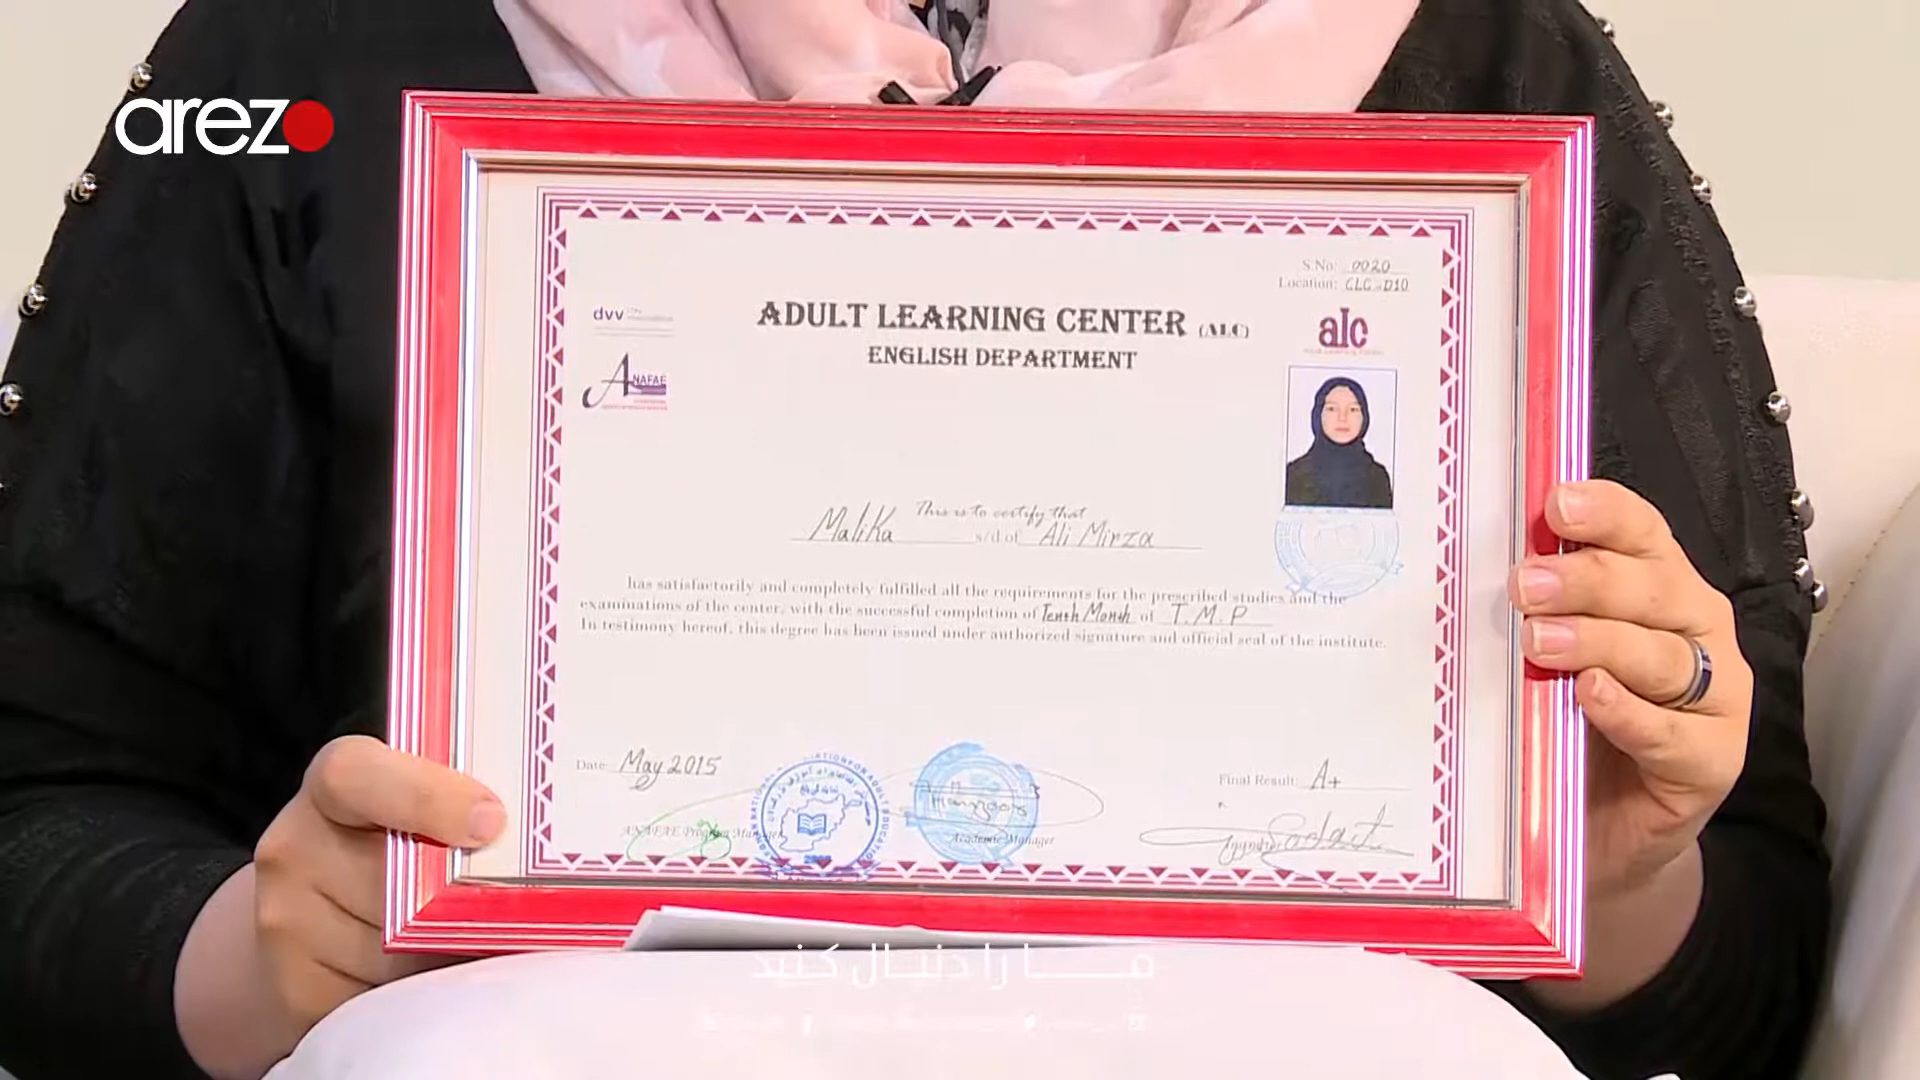 arezo
S.No: 0020
Location: CLC-D10
dvv
ADULT LEARNING CENTER (ALC)
alc
ENGLISH DEPARTMENT
ANAFAE
This is to certify that
Malika s/d of Ali Mirza
has satisfactorily and completely fulfilled all the requirements for the prescribed studies and the
examinations of the center, with the successful completion of Tenth Month of T.M.P
In testimony hereof, this degree has been issued under authorized signature and official seal of the institute.
Date: May 2015
Final Result: A+
ANAFAE Program Manager
Academic Manager
ما را دنبال کنید